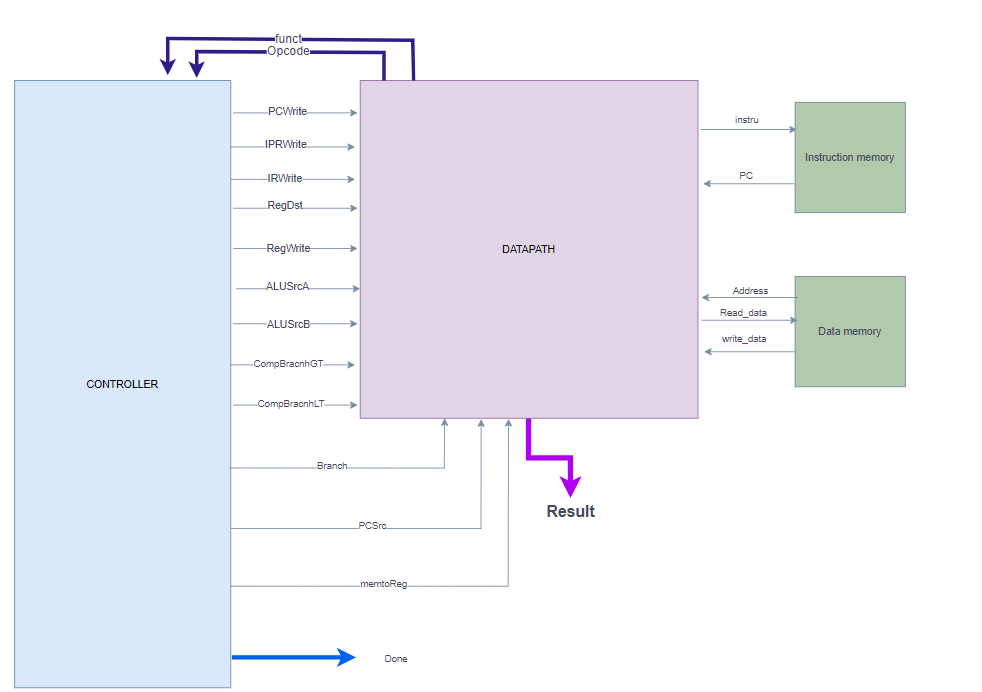 funct
Opcode
PCWrite
IPRWrite
IRWrite
RegDst
RegWrite
ALUSrcA
ALUSrcB
CompBracnhGT
CompBracnhLT
CONTROLLER
DATAPATH
instru
PC
Instruction memory
Address
Read_data
write_data
Data memory
Branch
PCSrc
memtoReg
Result
Done